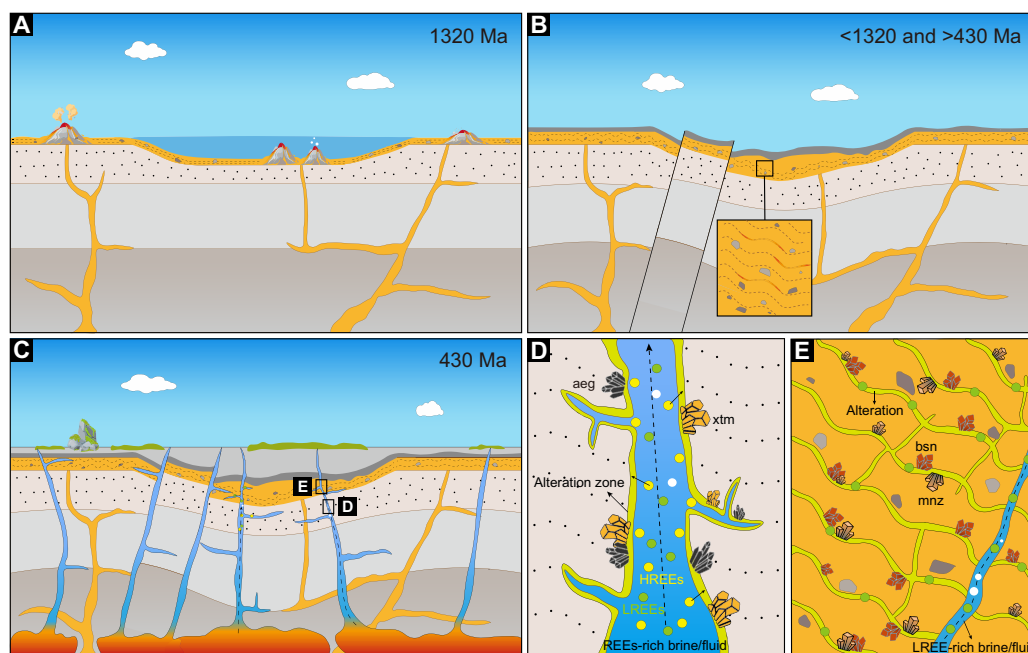 A
1320 Ma
B
<1320 and >430 Ma
C
430 Ma
E
D
D
aeg
xtm
Alteration zone
HREEs
LREEs
REEs-rich brine/fluid
E
Alteration
bsn
mnz
LREE-rich brine/fluid